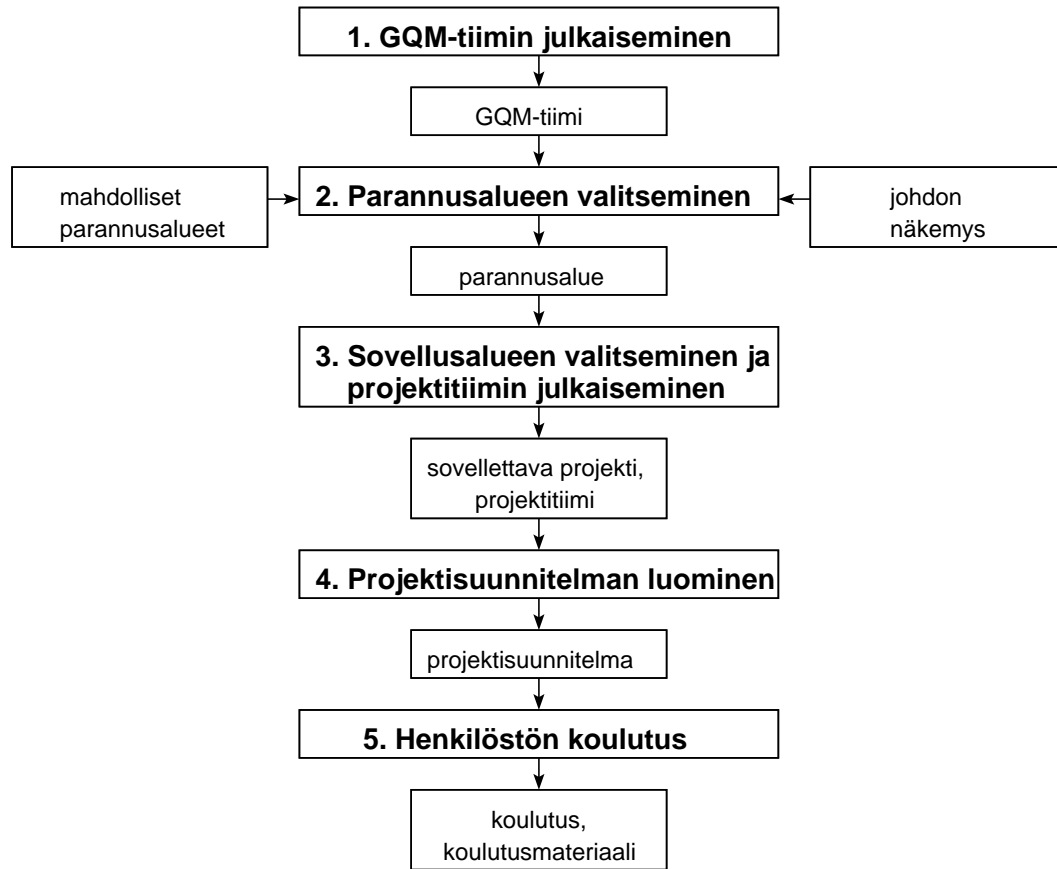 1. GQM-tiimin julkaiseminen
GQM-tiimi
mahdolliset
parannusalueet
2. Parannusalueen valitseminen
johdon
näkemys
parannusalue
3. Sovellusalueen valitseminen ja
projektitiimin julkaiseminen
sovellettava projekti,
projektitiimi
4. Projektisuunnitelman luominen
projektisuunnitelma
5. Henkilöstön koulutus
koulutus,
koulutusmateriaali